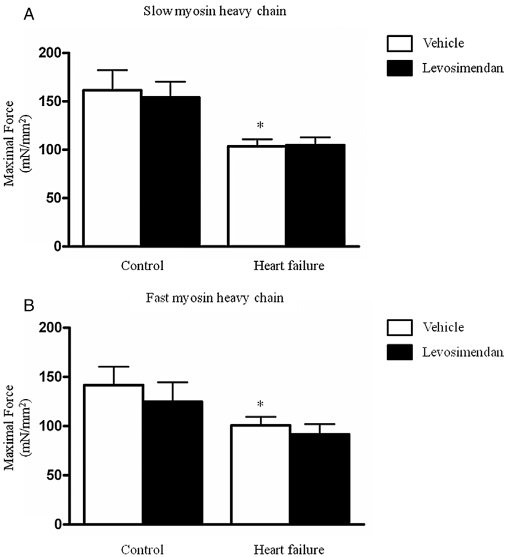 A
Slow myosin heavy chain
Vehicle
Levosimendan
Maximal Force
(mN/mm²)
200
150
100
50
0
*
Control
Heart failure
B
Fast myosin heavy chain
Vehicle
Levosimendan
Maximal Force
(mN/mm²)
200
150
100
50
0
*
Control
Heart failure